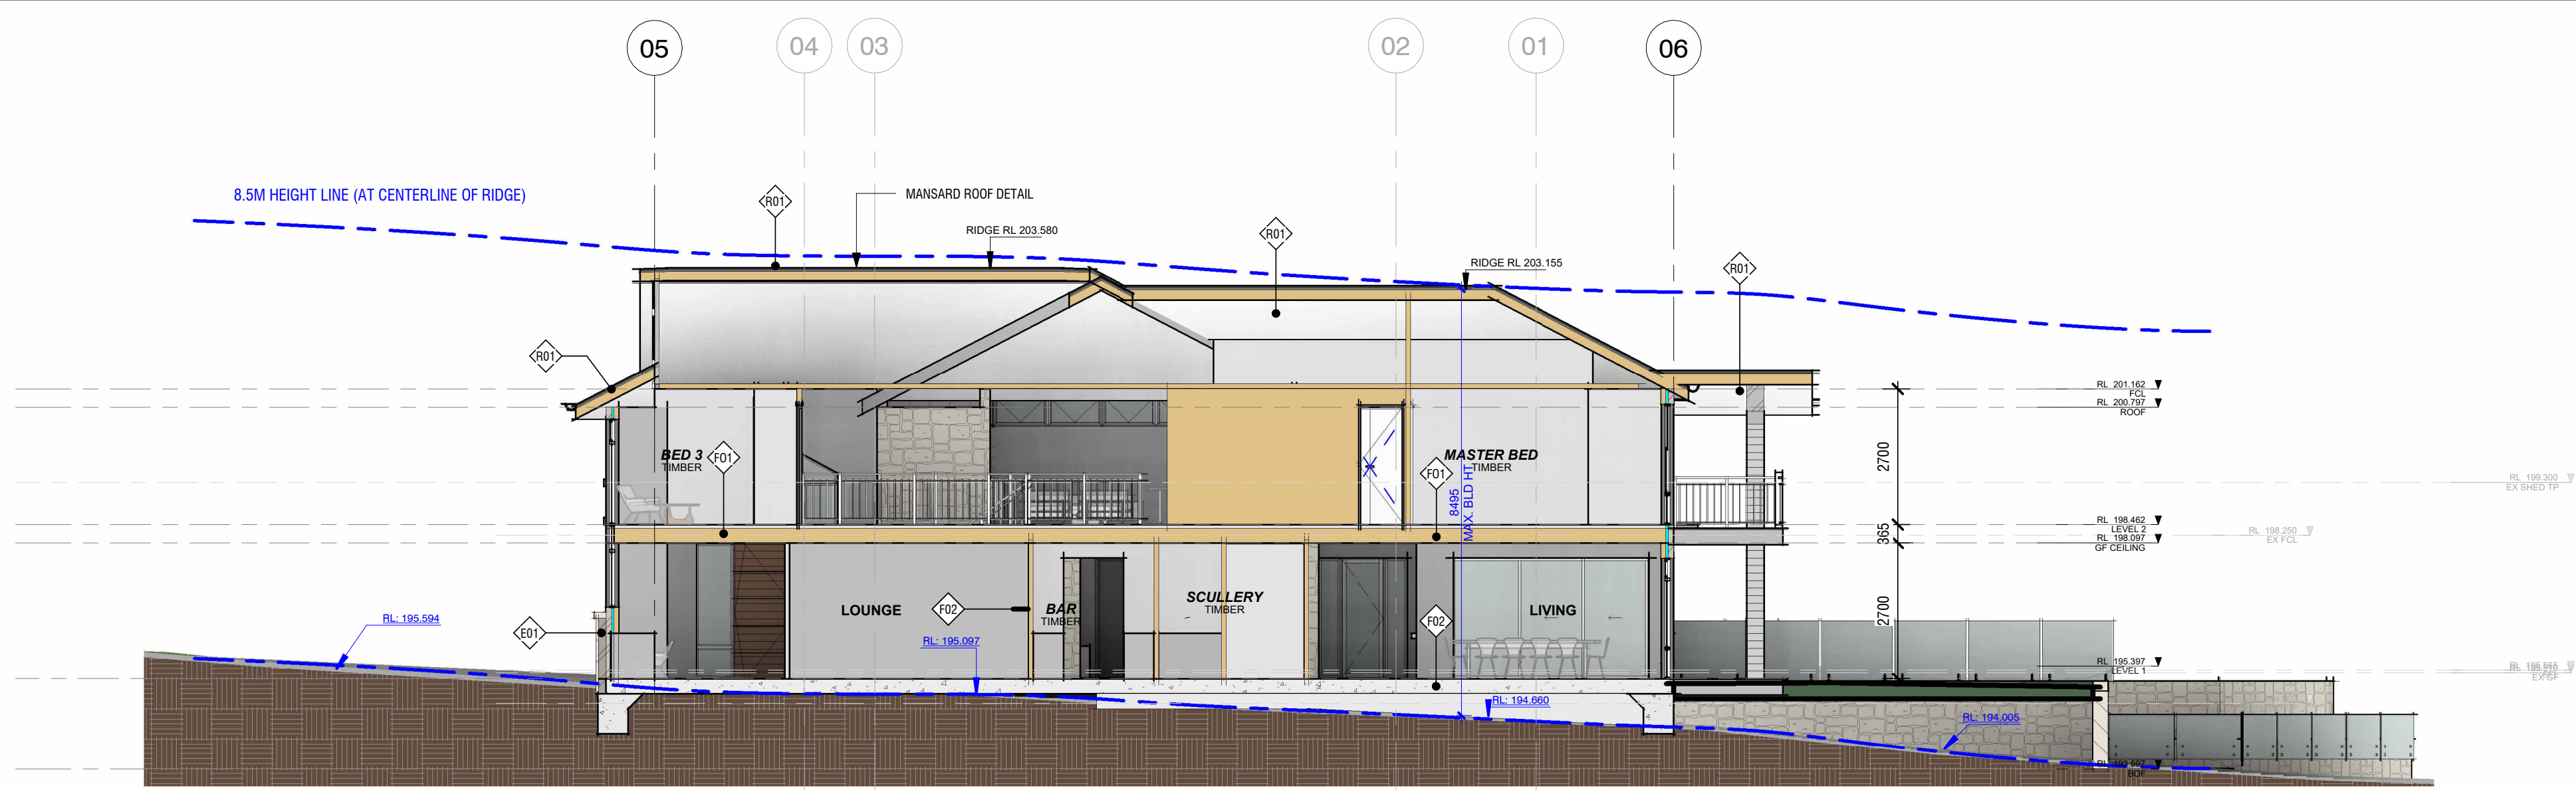 05
04
03
02
01
06
8.5M HEIGHT LINE (AT CENTERLINE OF RIDGE)
R01
MANSARD ROOF DETAIL
RIDGE RL 203.580
R01
RIDGE RL 203.155
R01
R01
RL 201.162
FCL
RL 200.797
ROOF
2700
BED 3
TIMBER
F01
MASTER BED
TIMBER
F01
8495
MAX. BLD HT
RL 199.300
EX SHED TP
RL 198.462
LEVEL 2
365
RL 198.250
EX FCL
RL 198.097
GF CEILING
LOUNGE
F02
BAR
TIMBER
SCULLERY
TIMBER
LIVING
2700
F02
RL: 195.594
E01
RL: 195.097
RL 195.397
LEVEL 1
EX GF
RL: 194.660
RL: 194.005
RL 193.597
BOF